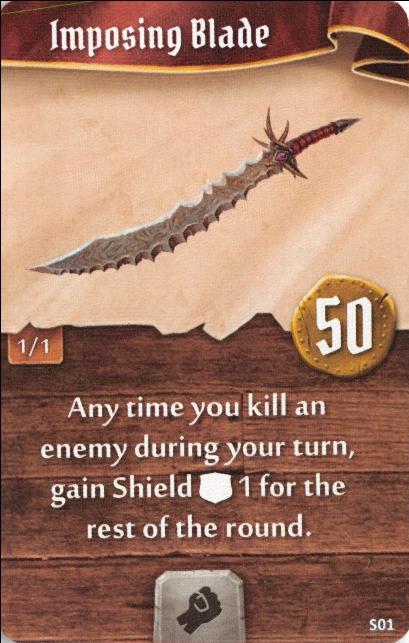 Imposing Blade
50
1/1
Any time you kill an
enemy during your turn,
gain Shield 1 for the
rest of the round.
S01